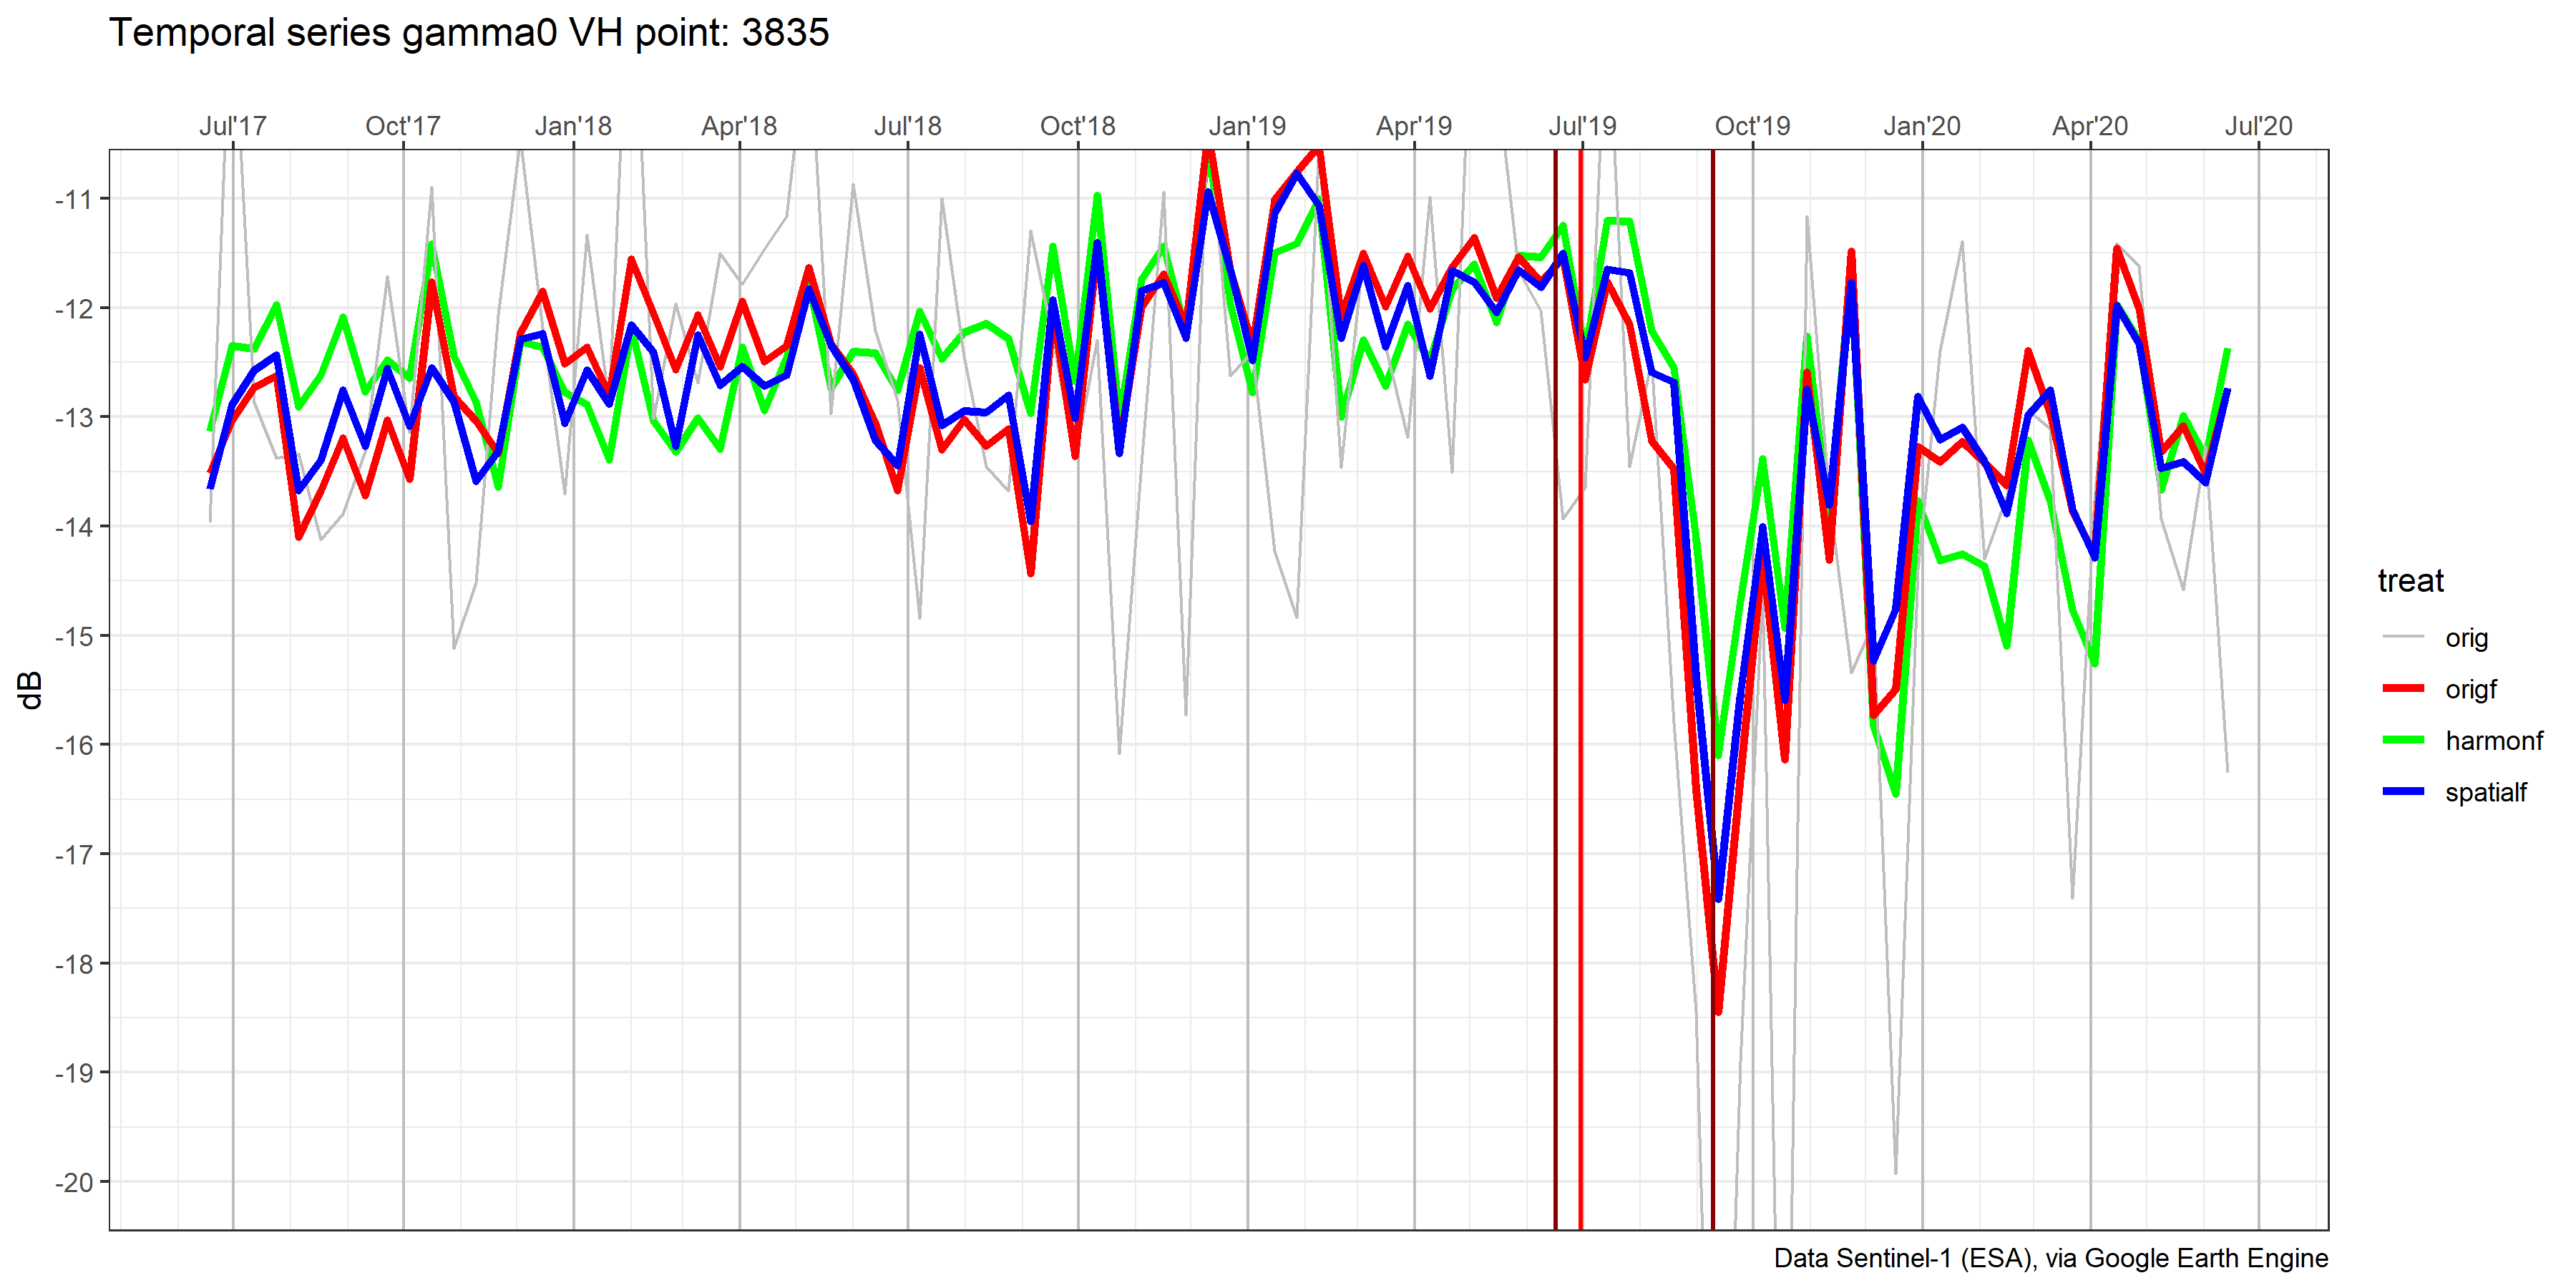 Temporal series gamma0 VH point: 3835
Jul'17 Oct'17 Jan'18 Apr'18 Jul'18 Oct'18 Jan'19 Apr'19 Jul'19 Oct'19 Jan'20 Apr'20 Jul'20
-11
-12
-13
-14
-15
-16
-17
-18
-19
-20
dB
treat
orig
origf
harmonf
spatialf
Data Sentinel-1 (ESA), via Google Earth Engine